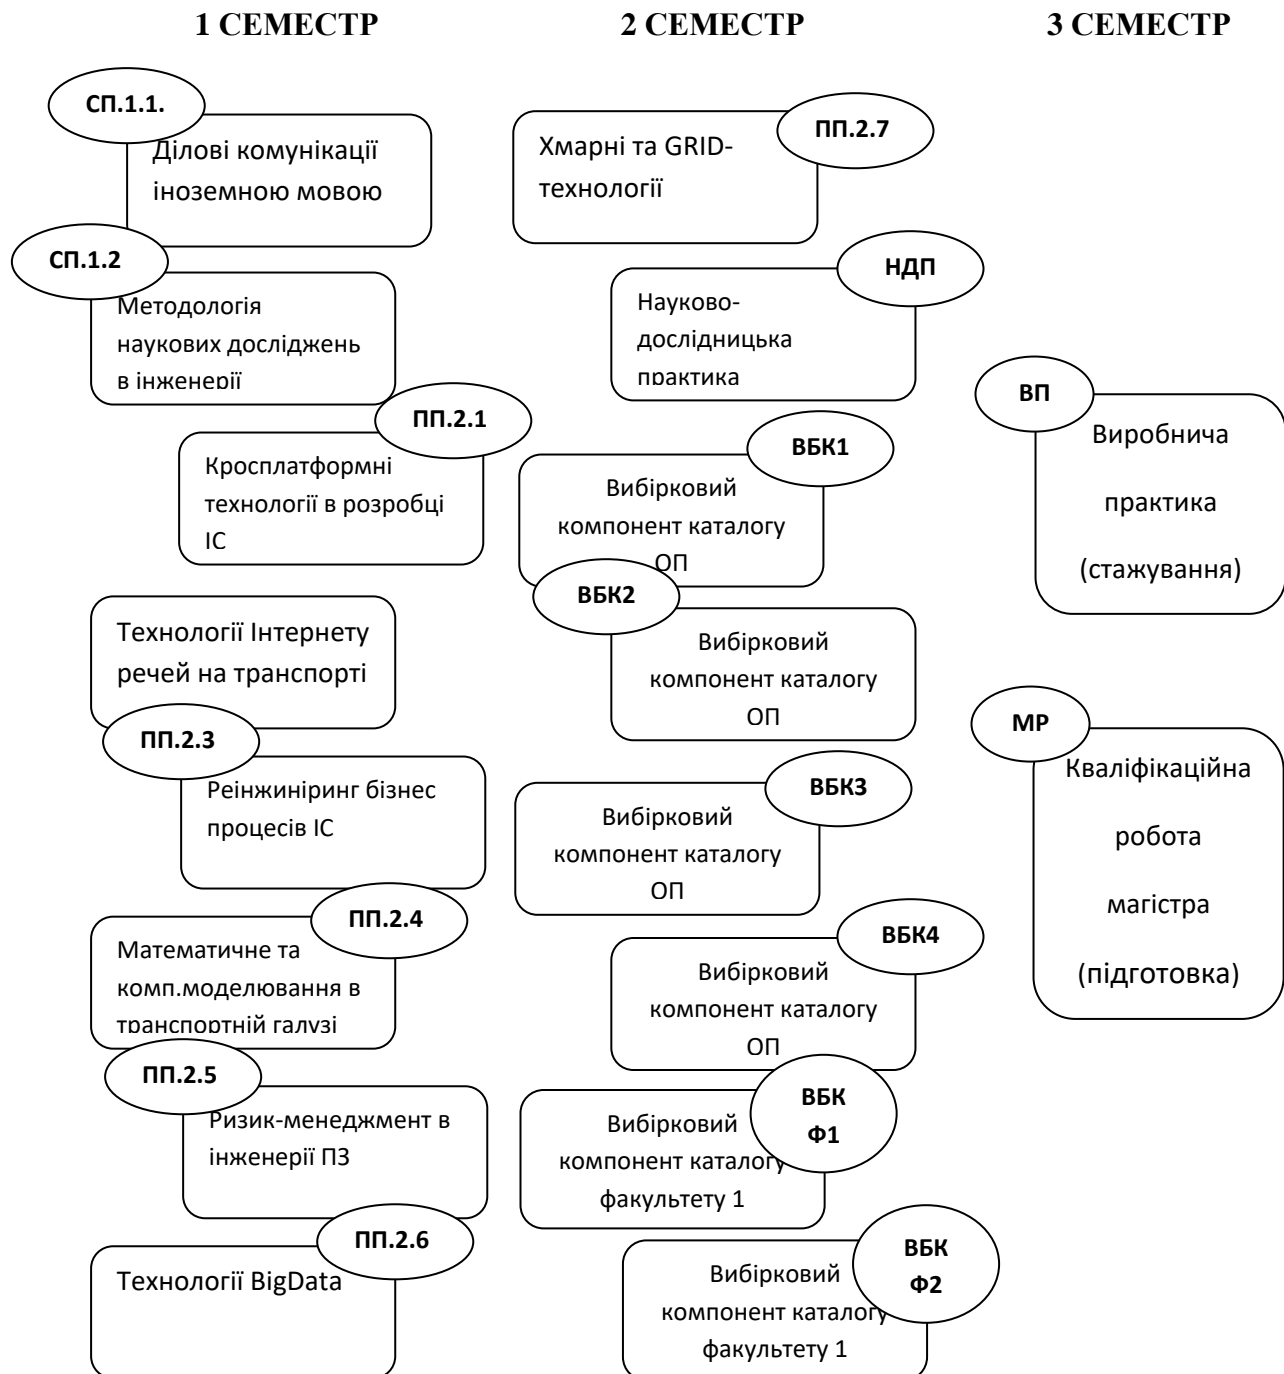 1 СЕМЕСТР
СП.1.1.
Ділові комунікації
іноземною мовою
СП.1.2
Методологія
наукових досліджень
в інженерії
ПП.2.1
Кросплатформні
технології в розробці
ІС
Технології Інтернету
речей на транспорті
ПП.2.3
Реінжиніринг бізнес
процесів ІС
ПП.2.4
Математичне та
комп.моделювання в
транспортній галузі
ПП.2.5
Ризик-менеджмент в
інженерії ПЗ
ПП.2.6
Технології BigData
2 СЕМЕСТР
ПП.2.7
Хмарні та GRID-
технології
НДП
Науково-
дослідницька
практика
ВБК1
Вибірковий
компонент каталогу
ОП
ВБК2
Вибірковий
компонент каталогу
ОП
ВБК3
Вибірковий
компонент каталогу
ОП
ВБК4
Вибірковий
компонент каталогу
ОП
ВБК
Ф1
Вибірковий
компонент каталогу
факультету 1
ВБК
Ф2
Вибірковий
компонент каталогу
факультету 1
3 СЕМЕСТР
ВП
Виробнича
практика
(стажування)
МР
Кваліфікаційна
робота
магістра
(підготовка)